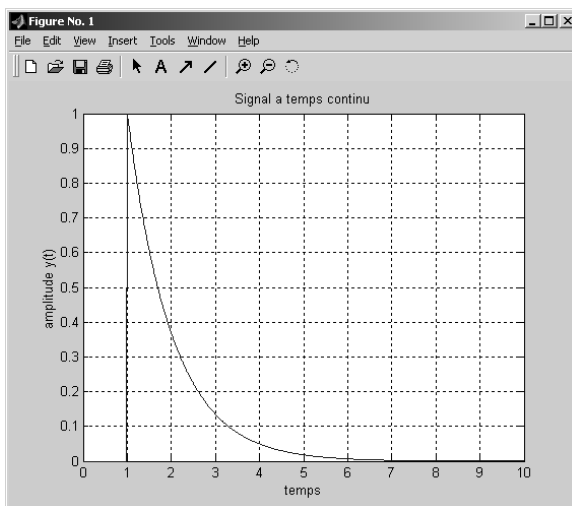 Figure No. 1
File Edit View Insert Tools Window Help
A
Signal a temps continu
1
0.9
0.8
0.7
0.6
0.5
0.4
0.3
0.2
0.1
0
amplitude y(t)
0 1 2 3 4 5 6 7 8 9 10
temps